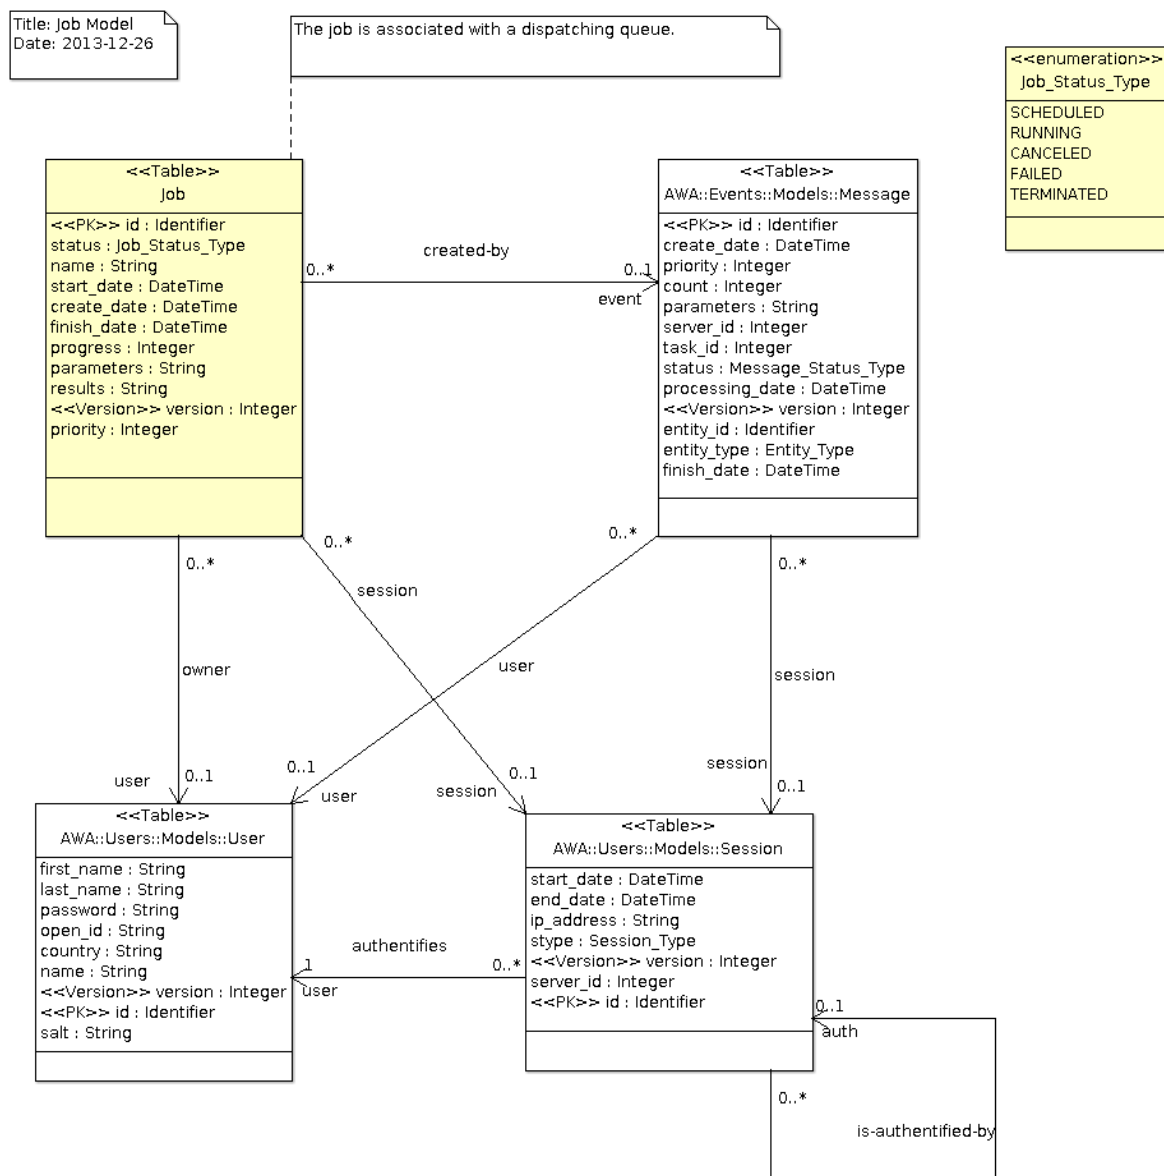 Title: Job Model
Date: 2013-12-26
The job is associated with a dispatching queue.
<<enumeration>>
Job_Status_Type
SCHEDULED
RUNNING
CANCELED
FAILED
TERMINATED
<<Table>>
Job
<<PK>> id : Identifier
status : Job_Status_Type
name : String
start_date : DateTime
create_date : DateTime
finish_date : DateTime
progress : Integer
parameters : String
results : String
<<Version>> version : Integer
priority : Integer
created-by
0..*
0..1
event
<<Table>>
AWA::Events::Models::Message
<<PK>> id : Identifier
create_date : DateTime
priority : Integer
count : Integer
parameters : String
server_id : Integer
task_id : Integer
status : Message_Status_Type
processing_date : DateTime
<<Version>> version : Integer
entity_id : Identifier
entity_type : Entity_Type
finish_date : DateTime
0..*
0..*
0..*
0..*
session
owner
user
session
user
0..1
0..1
user
session
0..1
session
0..1
<<Table>>
AWA::Users::Models::User
first_name : String
last_name : String
password : String
open_id : String
country : String
name : String
<<Version>> version : Integer
<<PK>> id : Identifier
salt : String
authentifies
1
0..*
user
<<Table>>
AWA::Users::Models::Session
start_date : DateTime
end_date : DateTime
ip_address : String
stype : Session_Type
<<Version>> version : Integer
server_id : Integer
<<PK>> id : Identifier
0..1
auth
0..*
is-authentified-by